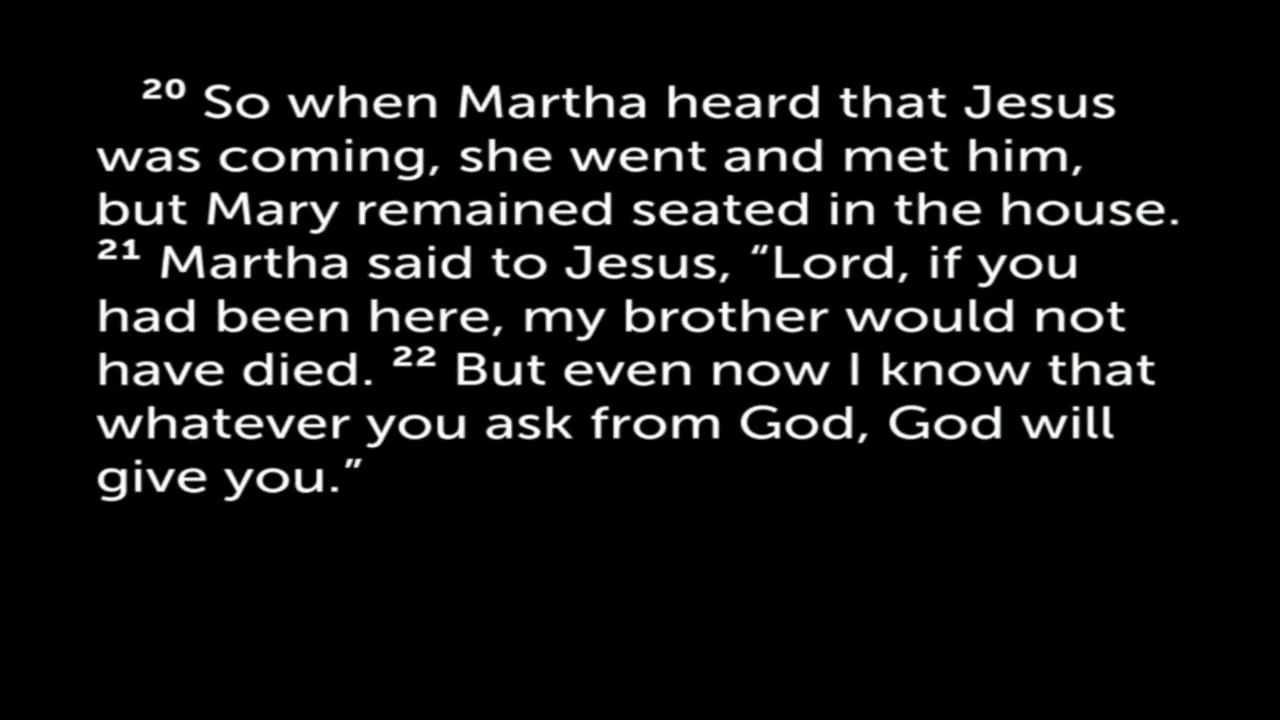 ²⁰ So when Martha heard that Jesus
was coming, she went and met him,
but Mary remained seated in the house.
²¹ Martha said to Jesus, “Lord, if you
had been here, my brother would not
have died. ²² But even now I know that
whatever you ask from God, God will
give you.”